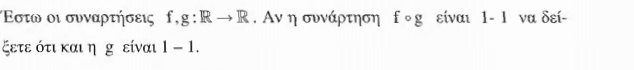 Έστω οι συναρτήσεις f,g:ℝ→ℝ. Αν η συνάρτηση f∘g είναι 1- 1 να δεί-
ξετε ότι και η g είναι 1 – 1.